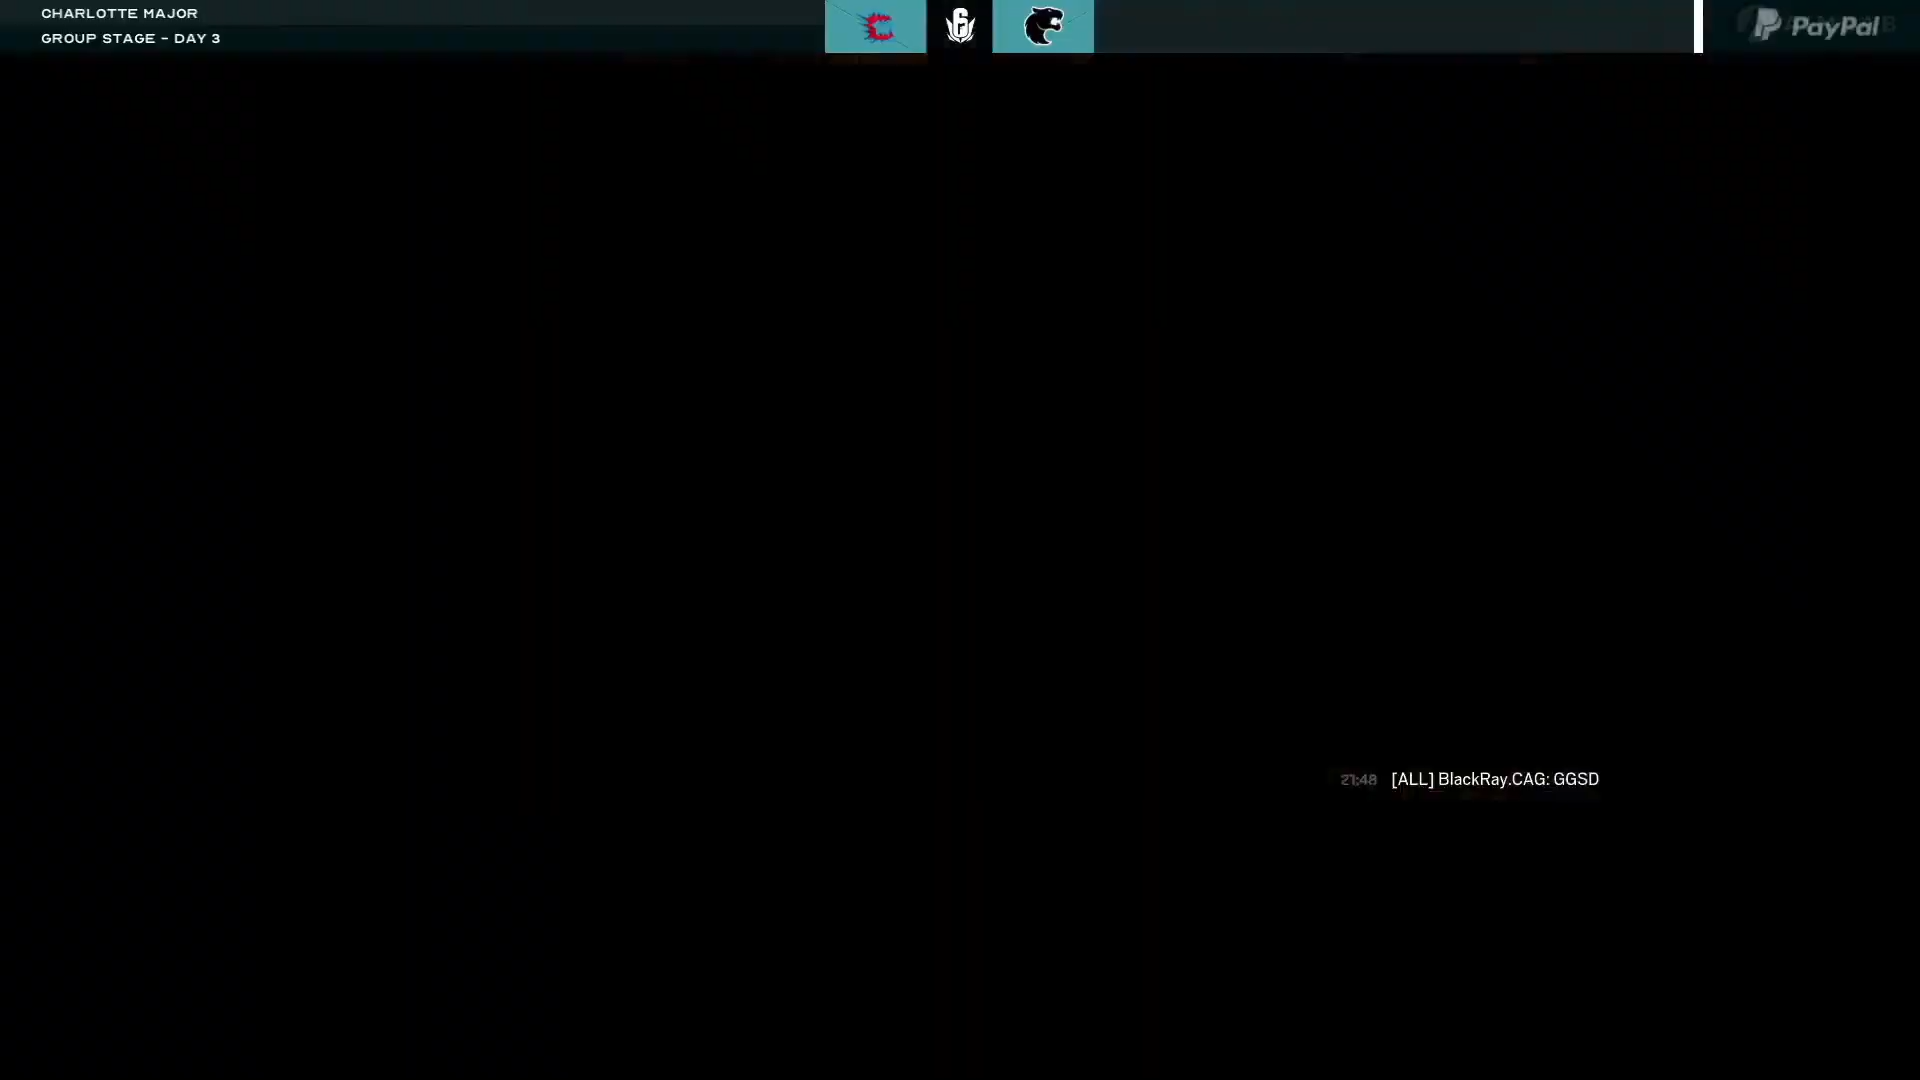 CHARLOTTE MAJOR
GROUP STAGE - DAY 3
PayPal
21:48 [ALL] BlackRay.CAG: GGSD